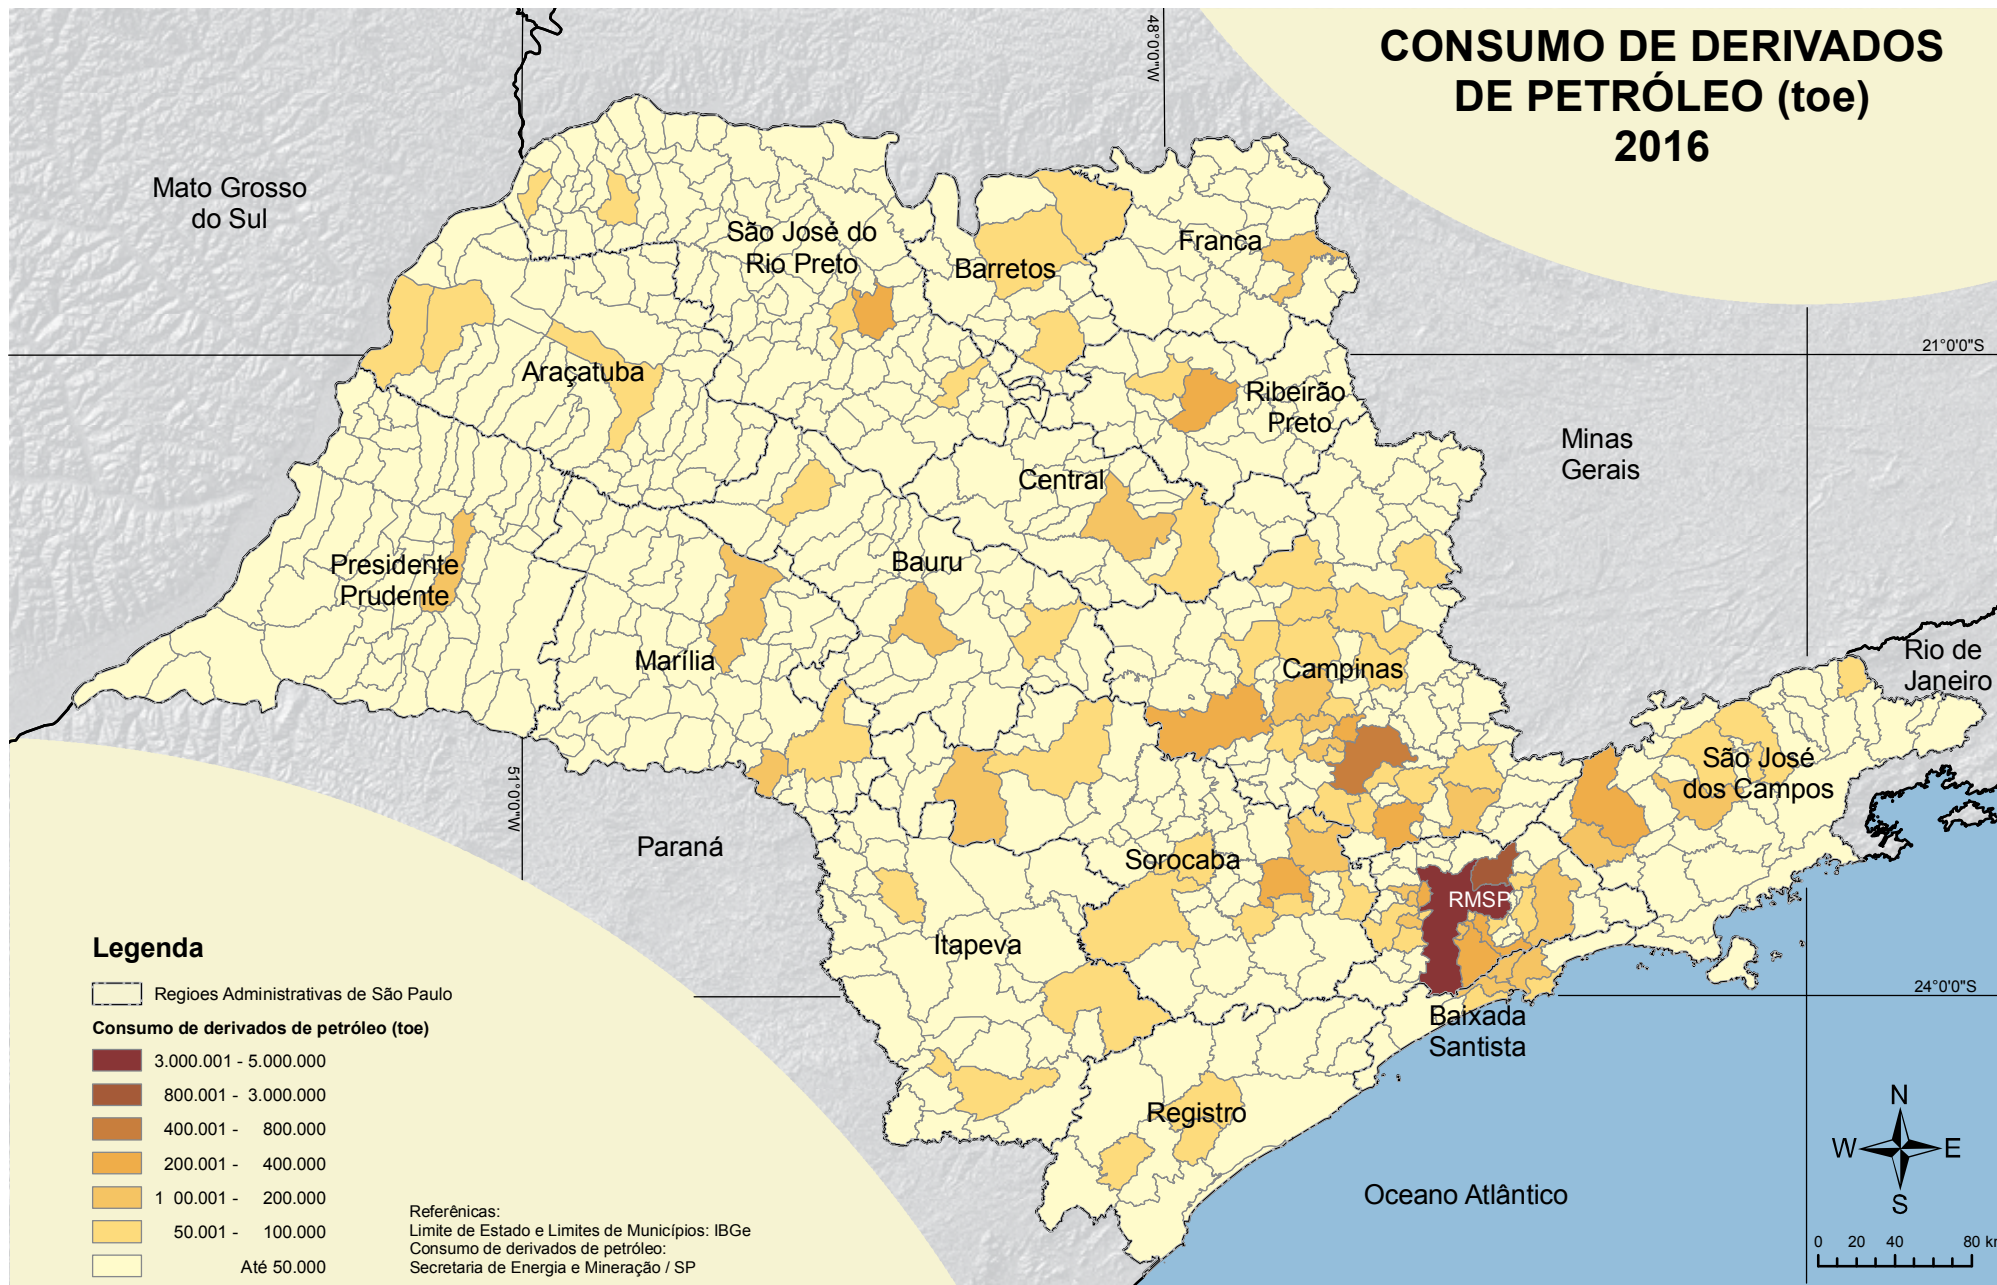 CONSUMO DE DERIVADOS
DE PETRÓLEO (toe)
2016
48°0'0"W
Mato Grosso
do Sul
São José do
Rio Preto
Barretos
Franca
21°0'0"S
Araçatuba
Ribeirão
Preto
Minas
Gerais
Central
Presidente
Prudente
Bauru
Marília
Campinas
Rio de
Janeiro
São José
dos Campos
51°0'0"W
Paraná
Sorocaba
RMSP
Itapeva
24°0'0"S
Baixada
Santista
Registro
Oceano Atlântico
N
W
E
S
0 20 40 80 km
Legenda
Regioes Administrativas de São Paulo
Consumo de derivados de petróleo (toe)
3.000.001 - 5.000.000
800.001 - 3.000.000
400.001 - 800.000
200.001 - 400.000
1 00.001 - 200.000
50.001 - 100.000
Até 50.000
Referênicas:
Limite de Estado e Limites de Municípios: IBGe
Consumo de derivados de petróleo:
Secretaria de Energia e Mineração / SP